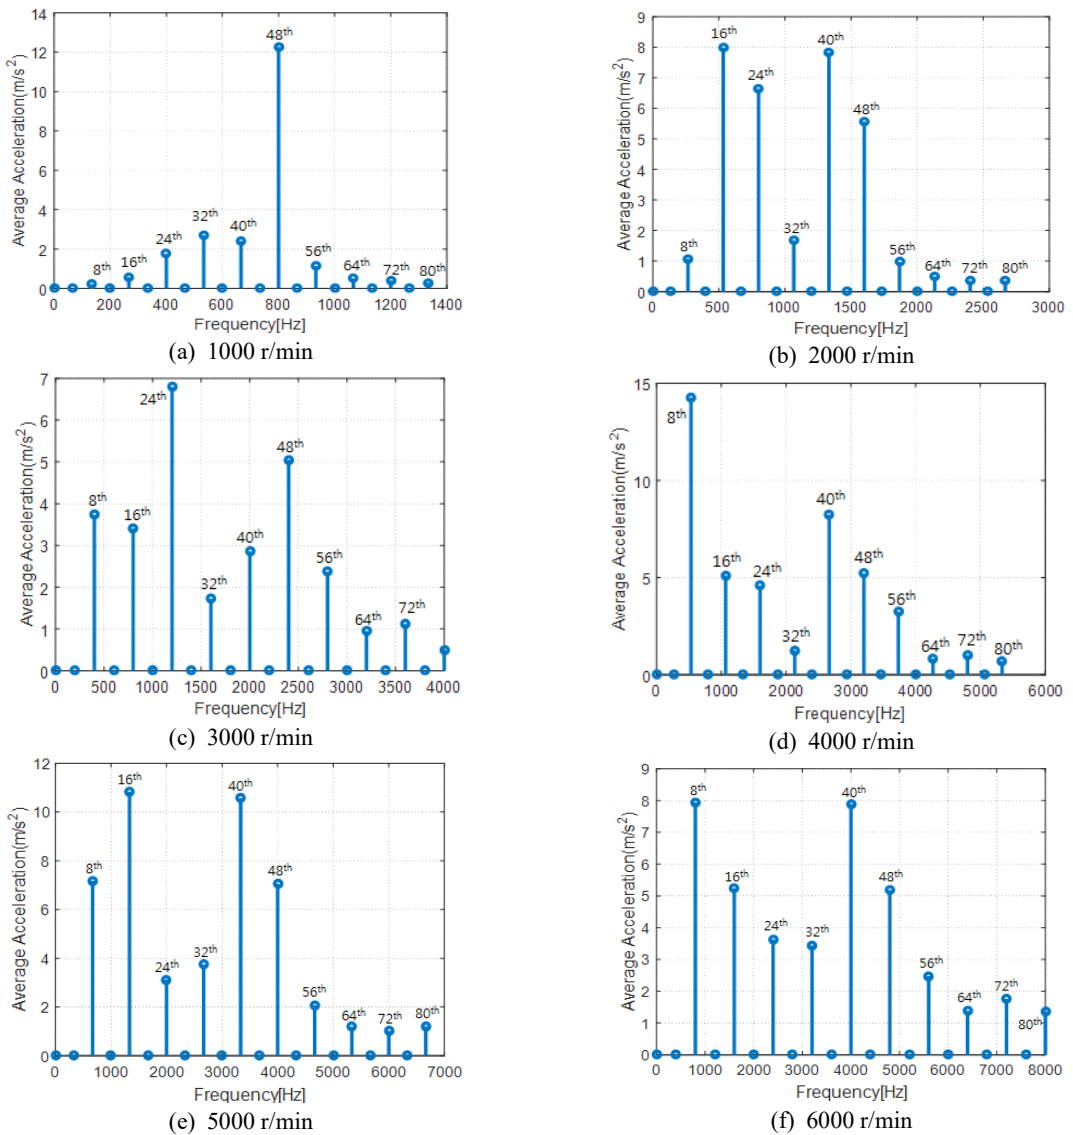 14
12
10
8
6
4
2
0
Average Acceleration(m/s²)
8ᵗʰ
16ᵗʰ
24ᵗʰ
32ᵗʰ
40ᵗʰ
48ᵗʰ
56ᵗʰ
64ᵗʰ
72ᵗʰ
80ᵗʰ
0 200 400 600 800 1000 1200 1400
Frequency[Hz]
(a) 1000 r/min
9
8
7
6
5
4
3
2
1
0
Average Acceleration(m/s²)
8ᵗʰ
16ᵗʰ
24ᵗʰ
32ᵗʰ
40ᵗʰ
48ᵗʰ
56ᵗʰ
64ᵗʰ
72ᵗʰ
80ᵗʰ
0 500 1000 1500 2000 2500 3000
Frequency[Hz]
(b) 2000 r/min
7
6
5
4
3
2
1
0
Average Acceleration(m/s²)
8ᵗʰ
16ᵗʰ
24ᵗʰ
32ᵗʰ
40ᵗʰ
48ᵗʰ
56ᵗʰ
64ᵗʰ
72ᵗʰ
0 500 1000 1500 2000 2500 3000 3500 4000
Frequency[Hz]
(c) 3000 r/min
15
10
5
0
Average Acceleration(m/s²)
8ᵗʰ
16ᵗʰ
24ᵗʰ
32ᵗʰ
40ᵗʰ
48ᵗʰ
56ᵗʰ
64ᵗʰ
72ᵗʰ
80ᵗʰ
0 1000 2000 3000 4000 5000 6000
Frequency[Hz]
(d) 4000 r/min
12
10
8
6
4
2
0
Average Acceleration(m/s²)
8ᵗʰ
16ᵗʰ
24ᵗʰ
32ᵗʰ
40ᵗʰ
48ᵗʰ
56ᵗʰ
64ᵗʰ
72ᵗʰ
80ᵗʰ
0 1000 2000 3000 4000 5000 6000 7000
Frequency[Hz]
(e) 5000 r/min
9
8
7
6
5
4
3
2
1
0
Average Acceleration(m/s²)
8ᵗʰ
16ᵗʰ
24ᵗʰ
32ᵗʰ
40ᵗʰ
48ᵗʰ
56ᵗʰ
64ᵗʰ
72ᵗʰ
80ᵗʰ
0 1000 2000 3000 4000 5000 6000 7000 8000
Frequency[Hz]
(f) 6000 r/min